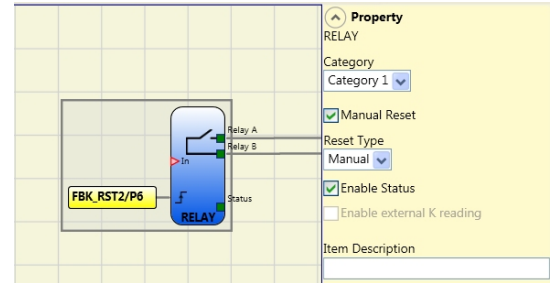 Relay A
Relay B
In
FBK_RST2/P6
Status
RELAY
Property
RELAY
Category
Category 1
Manual Reset
Reset Type
Manual
Enable Status
Enable external K reading
Item Description